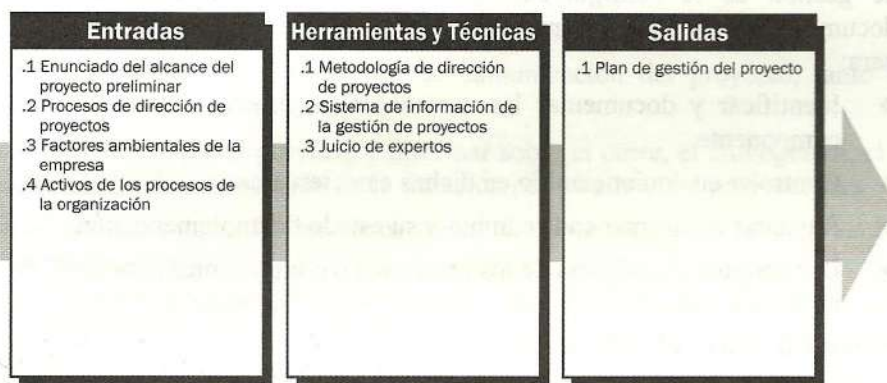 Entradas
.1 Enunciado del alcance del
proyecto preliminar
.2 Procesos de dirección de
proyectos
.3 Factores ambientales de la
empresa
.4 Activos de los procesos de
la organización
Herramientas y Técnicas
.1 Metodología de dirección
de proyectos
.2 Sistema de información de
la gestión de proyectos
.3 Juicio de expertos
Salidas
.1 Plan de gestión del proyecto